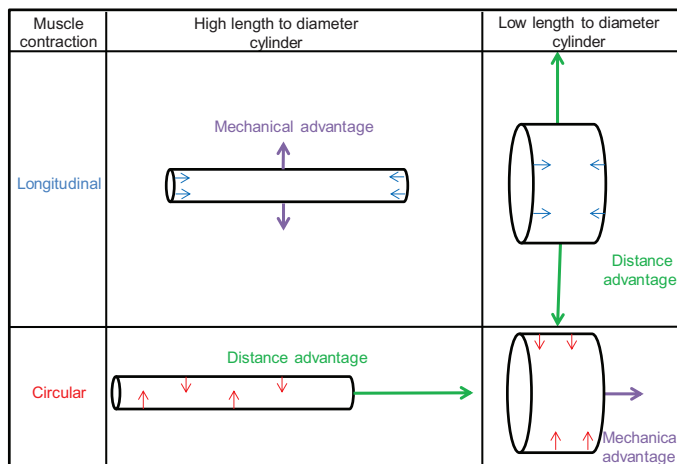 Muscle
contraction
High length to diameter
cylinder
Low length to diameter
cylinder
Longitudinal
Mechanical advantage
Distance
advantage
Circular
Distance advantage
Mechanical
advantage